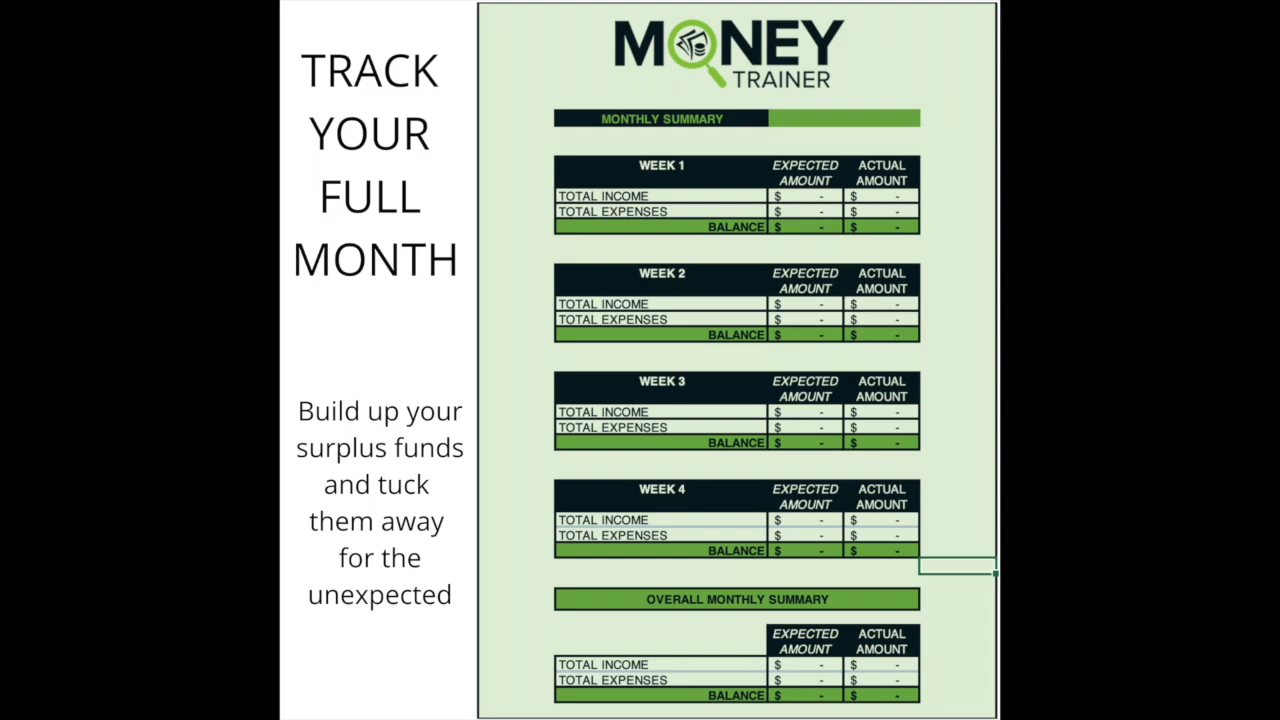 TRACK
YOUR
FULL
MONTH
Build up your
surplus funds
and tuck
them away
for the
unexpected
MONEY
TRAINER
MONTHLY SUMMARY
WEEK 1 EXPECTED AMOUNT ACTUAL AMOUNT
TOTAL INCOME $ - $ -
TOTAL EXPENSES $ - $ -
BALANCE $ - $ -
WEEK 2 EXPECTED AMOUNT ACTUAL AMOUNT
TOTAL INCOME $ - $ -
TOTAL EXPENSES $ - $ -
BALANCE $ - $ -
WEEK 3 EXPECTED AMOUNT ACTUAL AMOUNT
TOTAL INCOME $ - $ -
TOTAL EXPENSES $ - $ -
BALANCE $ - $ -
WEEK 4 EXPECTED AMOUNT ACTUAL AMOUNT
TOTAL INCOME $ - $ -
TOTAL EXPENSES $ - $ -
BALANCE $ - $ -
OVERALL MONTHLY SUMMARY
EXPECTED AMOUNT ACTUAL AMOUNT
TOTAL INCOME $ - $ -
TOTAL EXPENSES $ - $ -
BALANCE $ - $ -